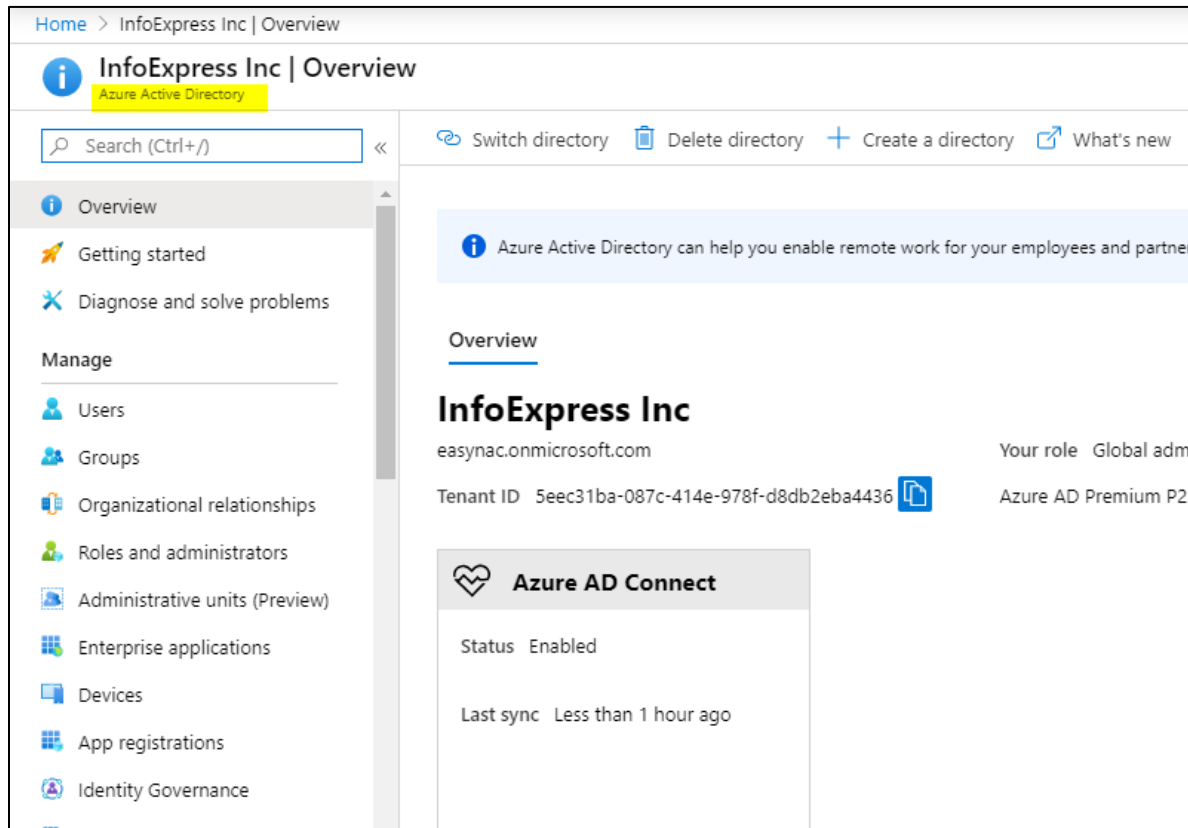 Home > InfoExpress Inc | Overview
InfoExpress Inc | Overview
Azure Active Directory
Search (Ctrl+/)
«
Switch directory
Delete directory
Create a directory
What's new
Overview
Getting started
Diagnose and solve problems
Manage
Users
Groups
Organizational relationships
Roles and administrators
Administrative units (Preview)
Enterprise applications
Devices
App registrations
Identity Governance
Azure Active Directory can help you enable remote work for your employees and partner
Overview
InfoExpress Inc
easynac.onmicrosoft.com
Your role Global adm
Tenant ID 5eec31ba-087c-414e-978f-d8db2eba4436
Azure AD Premium P2
Azure AD Connect
Status Enabled
Last sync Less than 1 hour ago